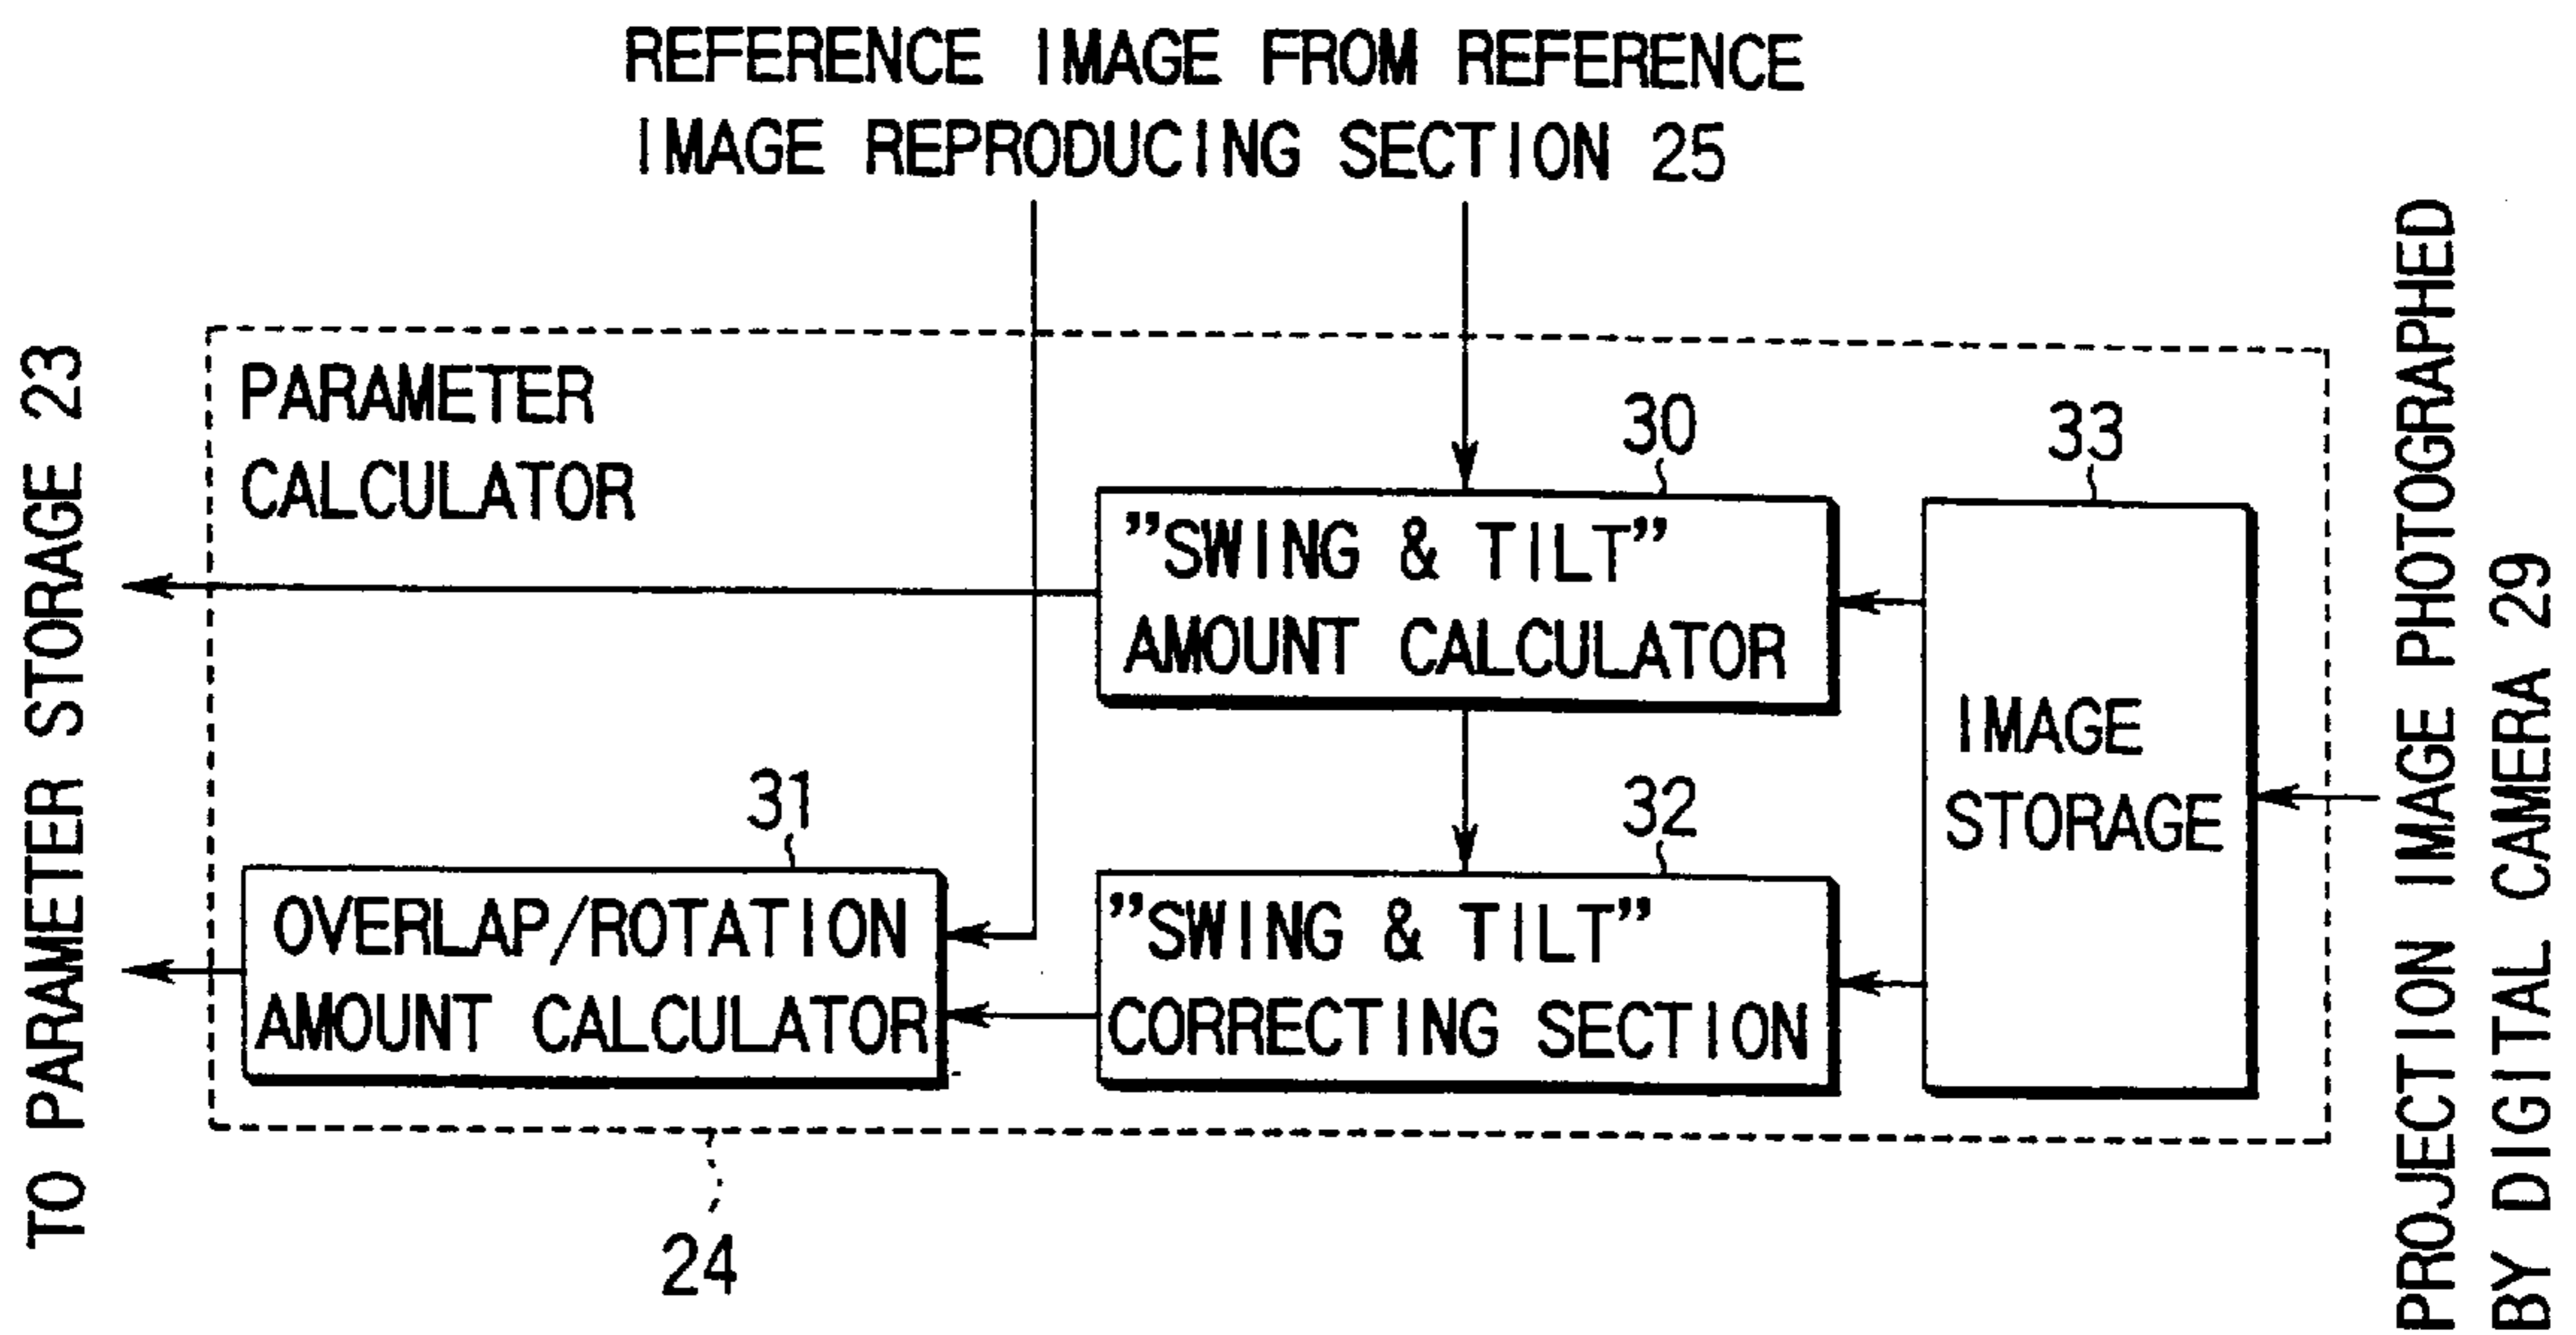 REFERENCE IMAGE FROM REFERENCE
IMAGE REPRODUCING SECTION 25
TO PARAMETER STORAGE 23
PARAMETER
CALCULATOR
30
"SWING & TILT"
AMOUNT CALCULATOR
33
IMAGE
STORAGE
31
OVERLAP/ROTATION
AMOUNT CALCULATOR
32
"SWING & TILT"
CORRECTING SECTION
24
PROJECTION IMAGE PHOTOGRAPHED
BY DIGITAL CAMERA 29